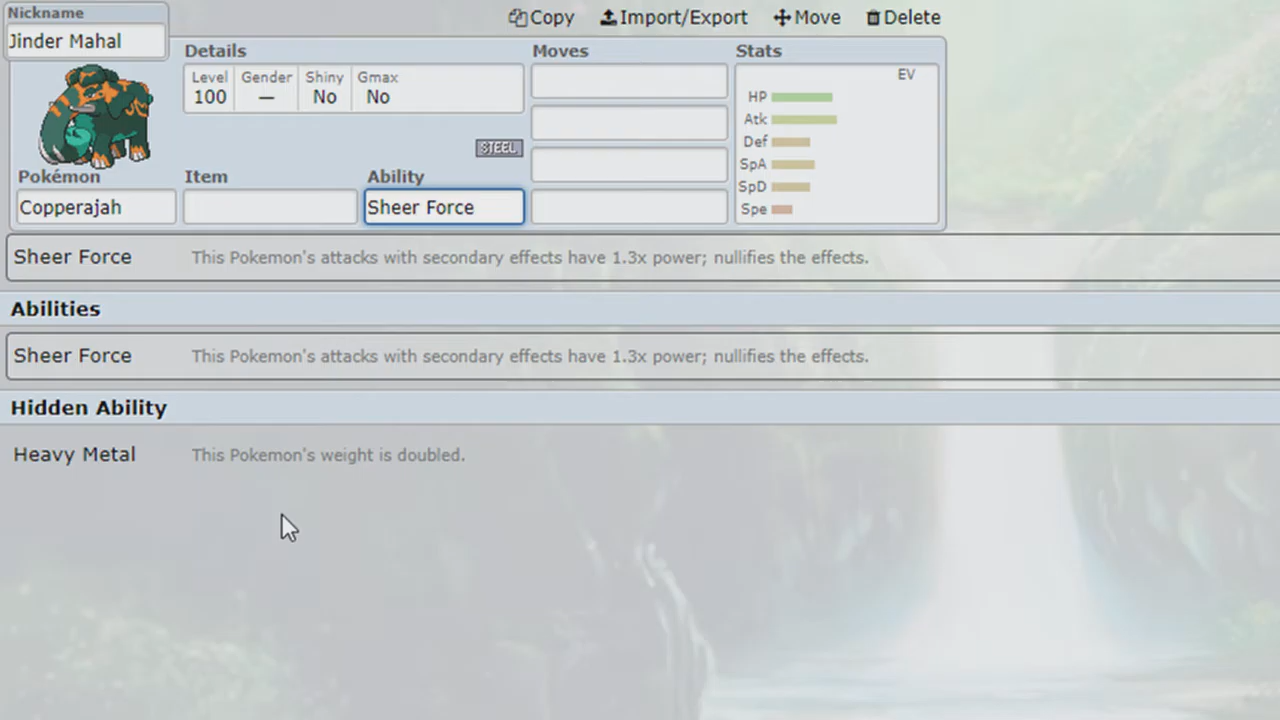 Nickname
Jinder Mahal
Copy Import/Export Move Delete
Details
Moves
Stats
Level Gender Shiny Gmax
100 — No No
EV
HP
Atk
Def
SpA
SpD
Spe
STEEL
Pokémon
Item
Ability
Copperajah
Sheer Force
Sheer Force This Pokemon's attacks with secondary effects have 1.3x power; nullifies the effects.
Abilities
Sheer Force This Pokemon's attacks with secondary effects have 1.3x power; nullifies the effects.
Hidden Ability
Heavy Metal This Pokemon's weight is doubled.